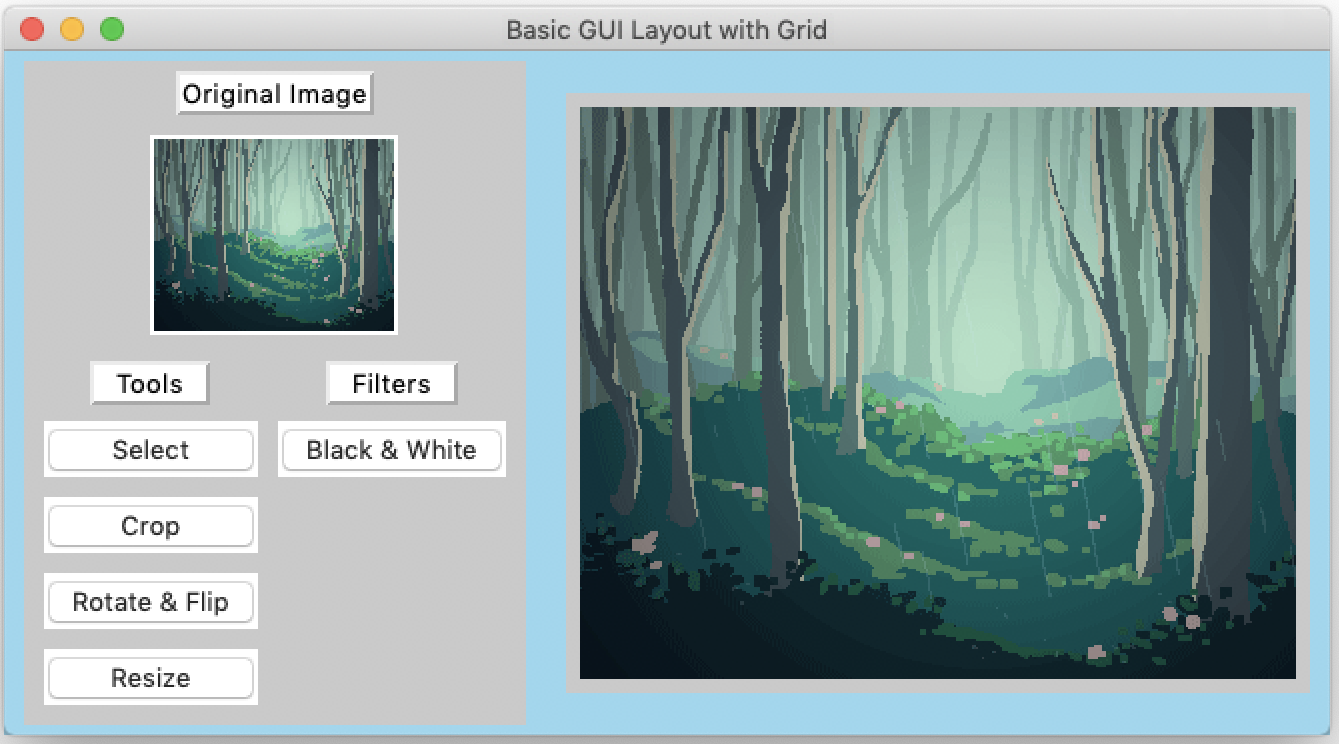 Basic GUI Layout with Grid
Original Image
Tools
Filters
Select
Black & White
Crop
Rotate & Flip
Resize